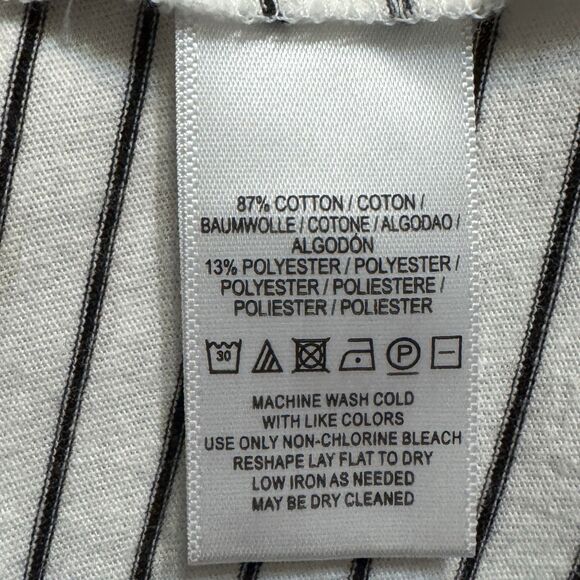 87% COTTON / COTON /
BAUMWOLLE / COTONE / ALGODAO /
ALGODÓN
13% POLYESTER / POLYESTER /
POLYESTER / POLIESTERE /
POLIESTER / POLIESTER
30 P
MACHINE WASH COLD
WITH LIKE COLORS
USE ONLY NON-CHLORINE BLEACH
RESHAPE LAY FLAT TO DRY
LOW IRON AS NEEDED
MAY BE DRY CLEANED